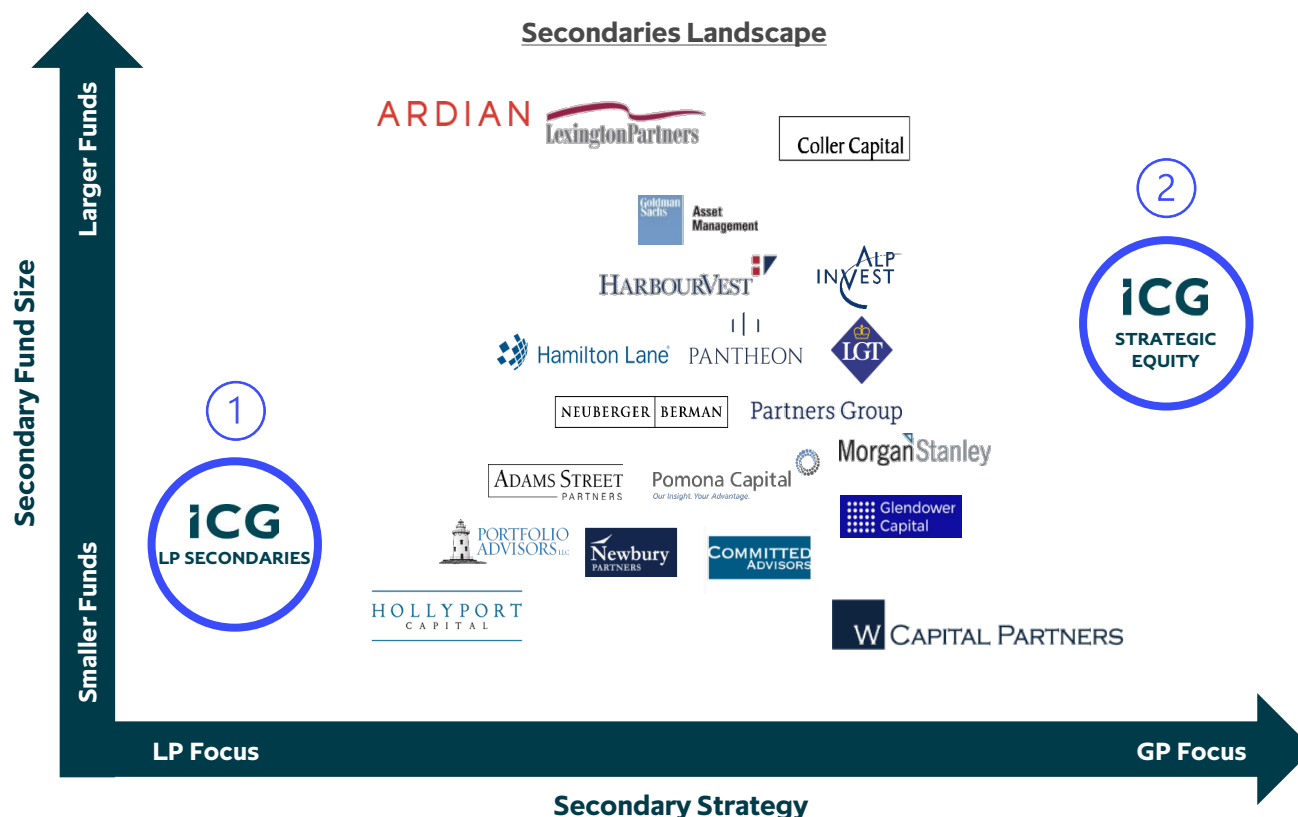 Secondaries Landscape
Larger Funds
Secondary Fund Size
Smaller Funds
ARDIAN
LexingtonPartners
Coller Capital
Goldman
Sachs
Asset
Management
2
HARBOURVEST
ALP
INVEST
ICG
STRATEGIC
EQUITY
Hamilton Lane
PANTHEON
LGT
1
NEUBERGER BERMAN
Partners Group
Morgan Stanley
ADAMS STREET
PARTNERS
Pomona Capital
Our Insight. Your Advantage.
Glendower
Capital
ICG
LP SECONDARIES
PORTFOLIO
ADVISORS LLC
Newbury
PARTNERS
COMMITTED
ADVISORS
HOLLYPORT
CAPITAL
W CAPITAL PARTNERS
LP Focus
GP Focus
Secondary Strategy